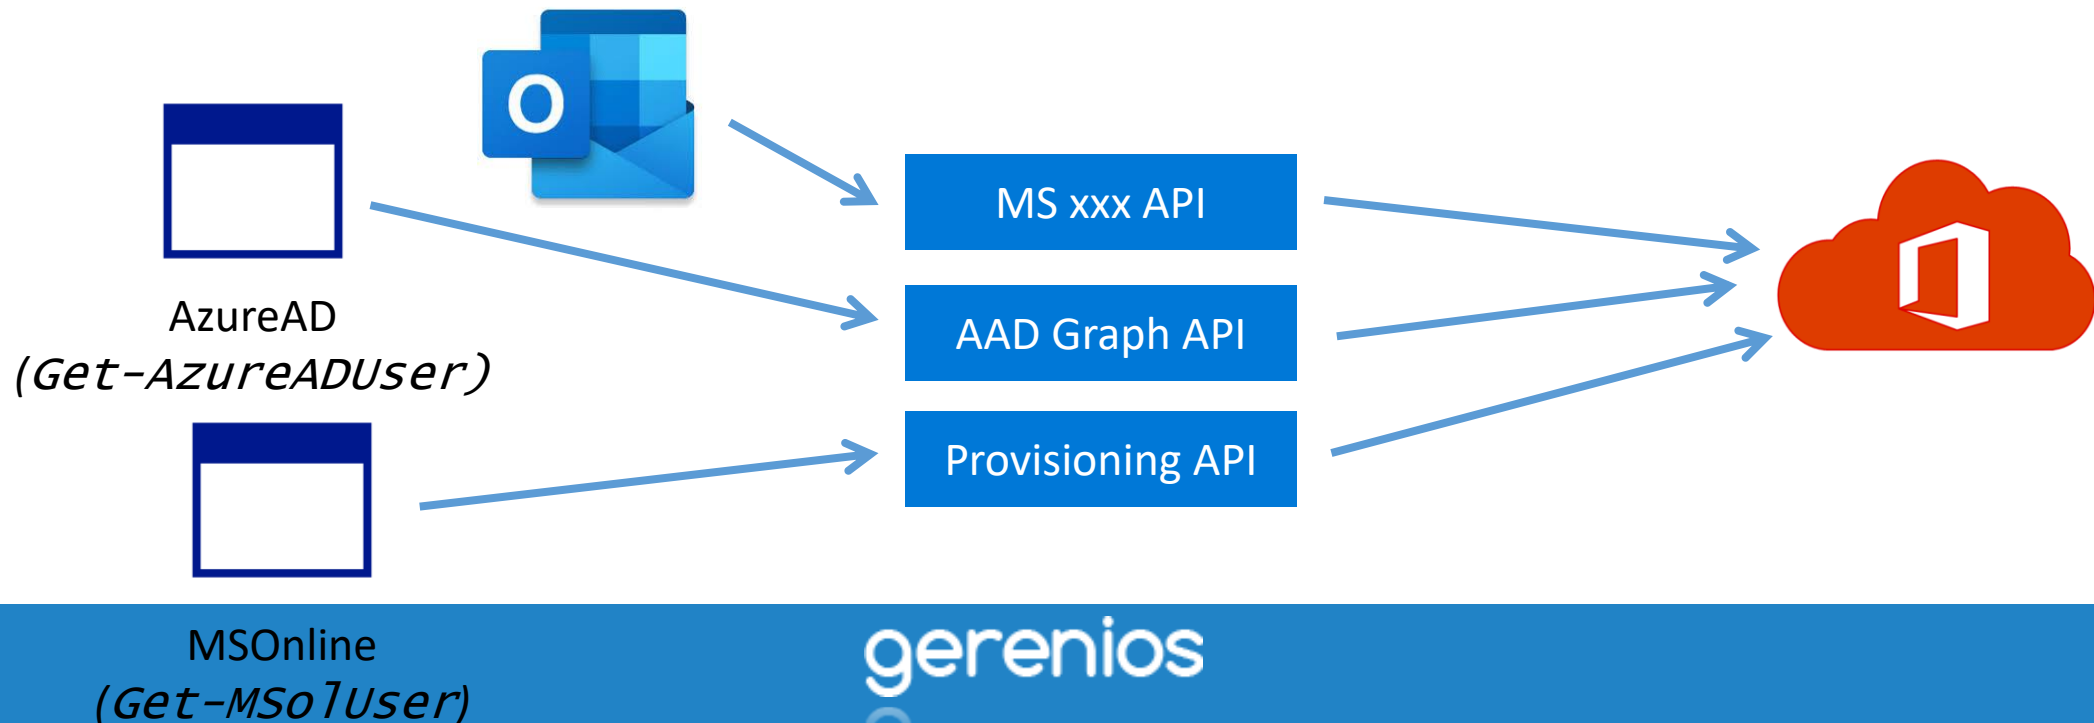 O
MS xxx API
AzureAD
(Get-AzureADUser)
AAD Graph API
Provisioning API
MSOnline
(Get-MSolUser)
gerenios